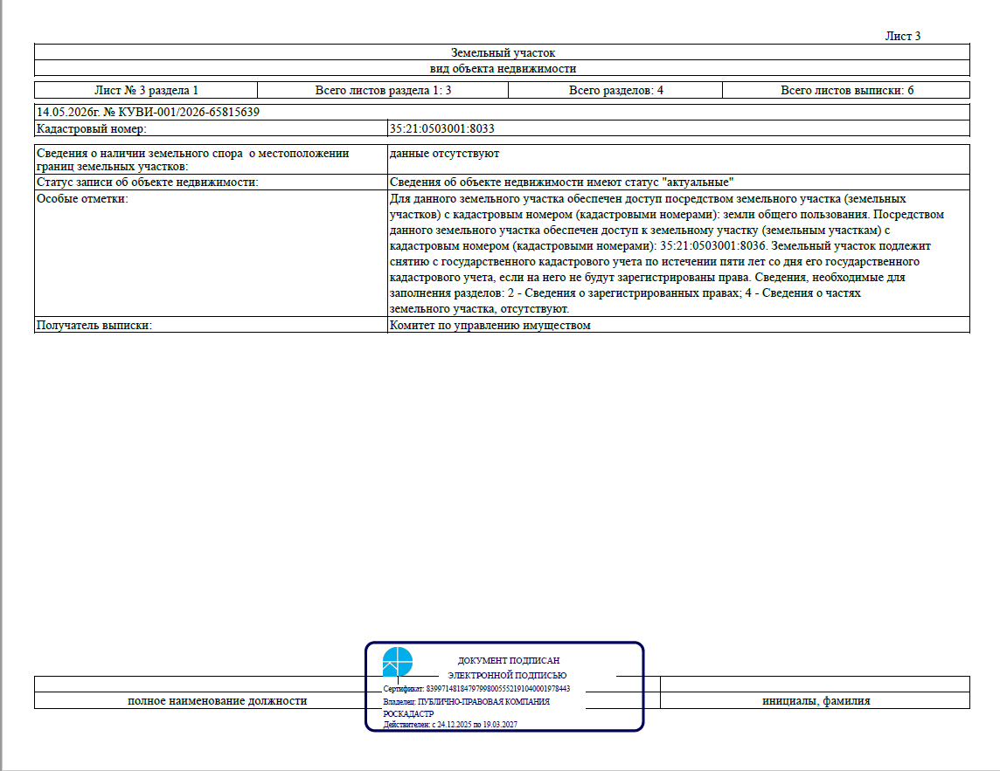 Лист 3
Земельный участок
вид объекта недвижимости
Лист № 3 раздела 1
Всего листов раздела 1: 3
Всего разделов: 4
Всего листов выписки: 6
14.05.2026г. № КУВИ-001/2026-65815639
Кадастровый номер:
35:21:0503001:8033
Сведения о наличии земельного спора о местоположении
границ земельных участков:
данные отсутствуют
Статус записи об объекте недвижимости:
Сведения об объекте недвижимости имеют статус "актуальные"
Особые отметки:
Для данного земельного участка обеспечен доступ посредством земельного участка (земельных
участков) с кадастровым номером (кадастровыми номерами): земли общего пользования. Посредством
данного земельного участка обеспечен доступ к земельному участку (земельным участкам) с
кадастровым номером (кадастровыми номерами): 35:21:0503001:8036. Земельный участок подлежит
снятию с государственного кадастрового учета по истечении пяти лет со дня его государственного
кадастрового учета, если на него не будут зарегистрированы права. Сведения, необходимые для
заполнения разделов: 2 - Сведения о зарегистрированных правах; 4 - Сведения о частях
земельного участка, отсутствуют.
Получатель выписки:
Комитет по управлению имуществом
ДОКУМЕНТ ПОДПИСАН
ЭЛЕКТРОННОЙ ПОДПИСЬЮ
Сертификат: 83997148184797998005552191040001978443
Владелец: ПУБЛИЧНО-ПРАВОВАЯ КОМПАНИЯ
РОСКАДАСТР
Действителен: с 24.12.2025 по 19.03.2027
полное наименование должности
инициалы, фамилия